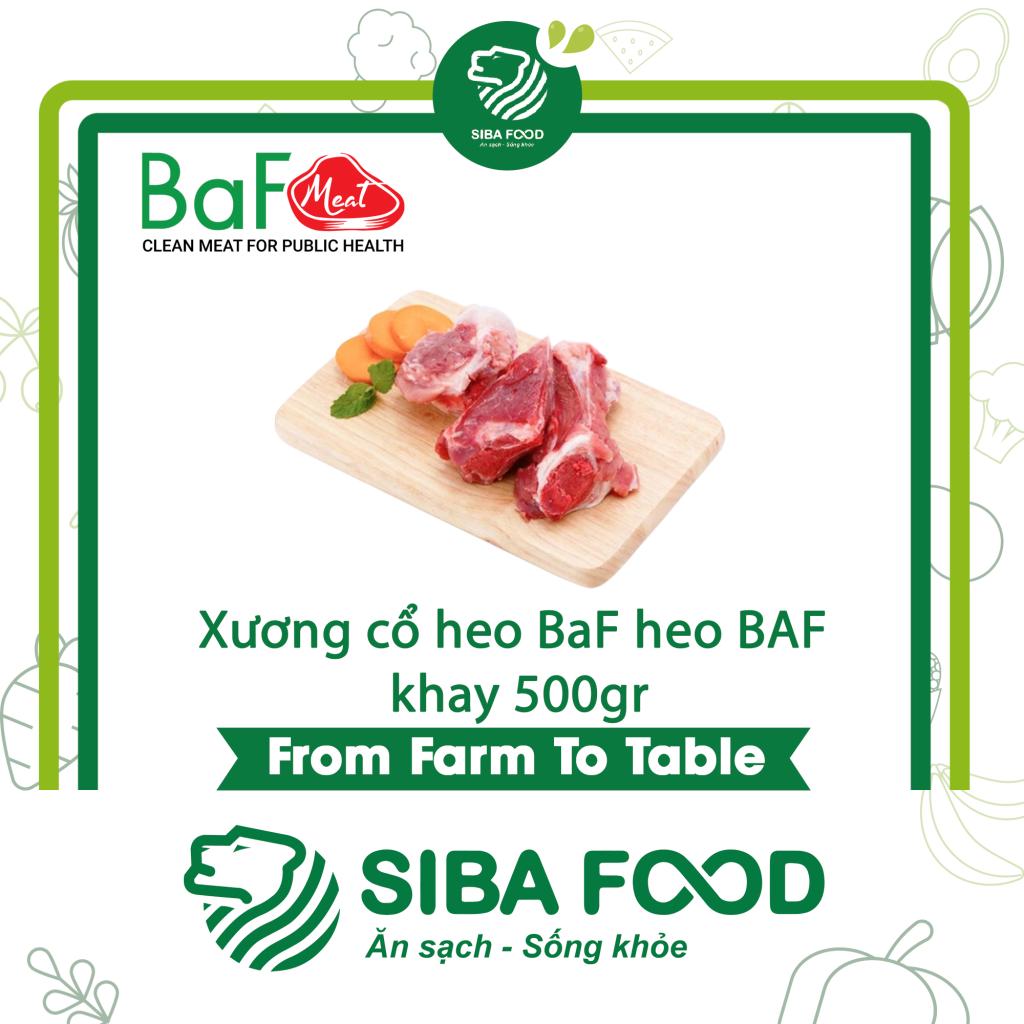 SIBA FOOD
Ăn sạch - Sống khỏe
BaF Meat
CLEAN MEAT FOR PUBLIC HEALTH
Xương cổ heo BaF heo BAF
khay 500gr
From Farm To Table
SIBA FOOD
Ăn sạch - Sống khỏe